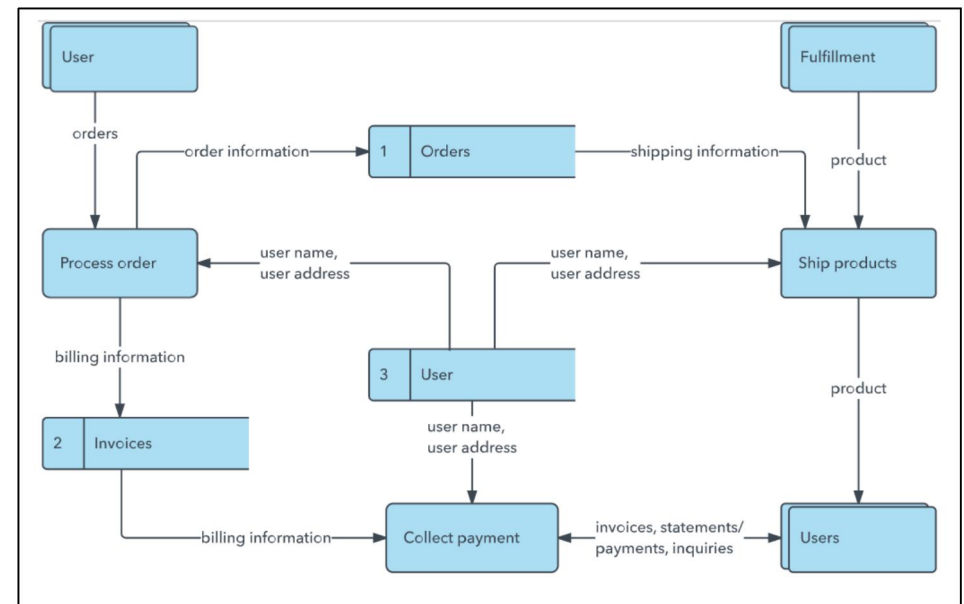 User
Fulfillment
orders
order information
1
Orders
shipping information
product
Process order
user name,
user address
user name,
user address
Ship products
billing information
3
User
product
2
Invoices
user name,
user address
billing information
Collect payment
invoices, statements/
payments, inquiries
Users